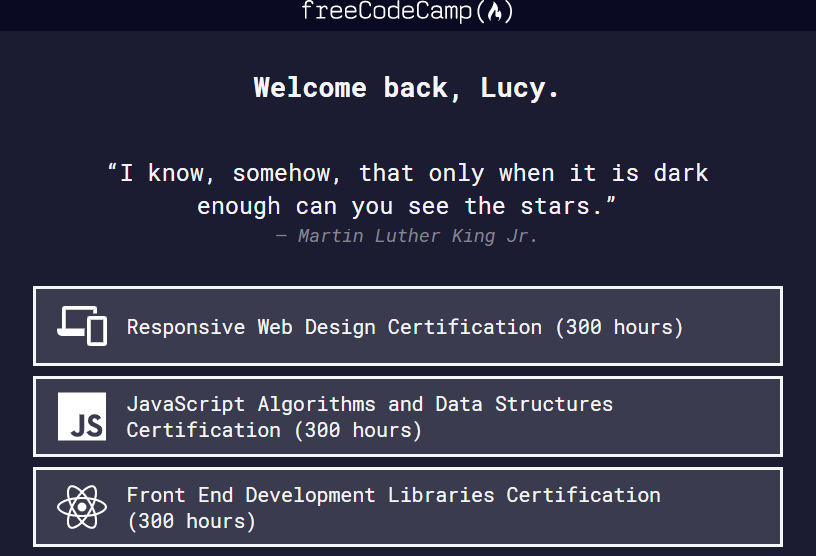 freeCodeCamp(🔥)
Welcome back, Lucy.
“I know, somehow, that only when it is dark
enough can you see the stars.”
— Martin Luther King Jr.
Responsive Web Design Certification (300 hours)
JS
JavaScript Algorithms and Data Structures
Certification (300 hours)
Front End Development Libraries Certification
(300 hours)